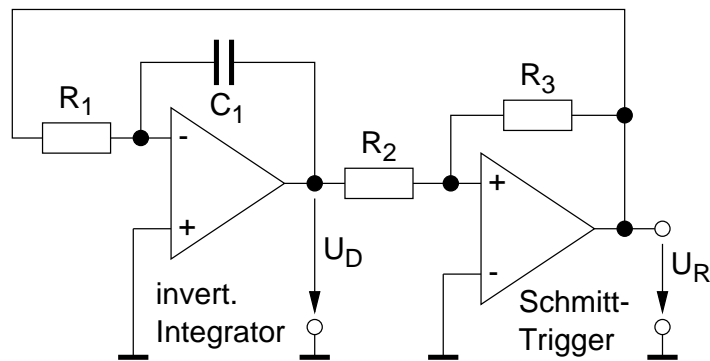 R1
C1
R2
R3
-
+
+
-
UD
UR
invert.
Integrator
Schmitt-
Trigger